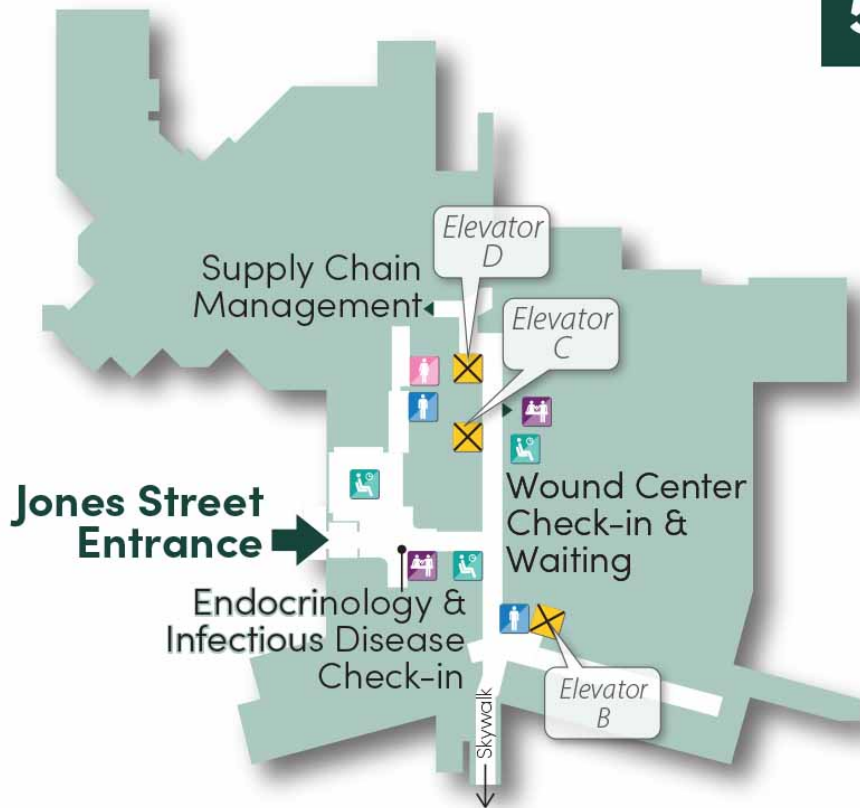 5
Elevator
D
Supply Chain
Management
Elevator
C
Jones Street
Entrance
Wound Center
Check-in &
Waiting
Endocrinology &
Infectious Disease
Check-in
Elevator
B
Skywalk